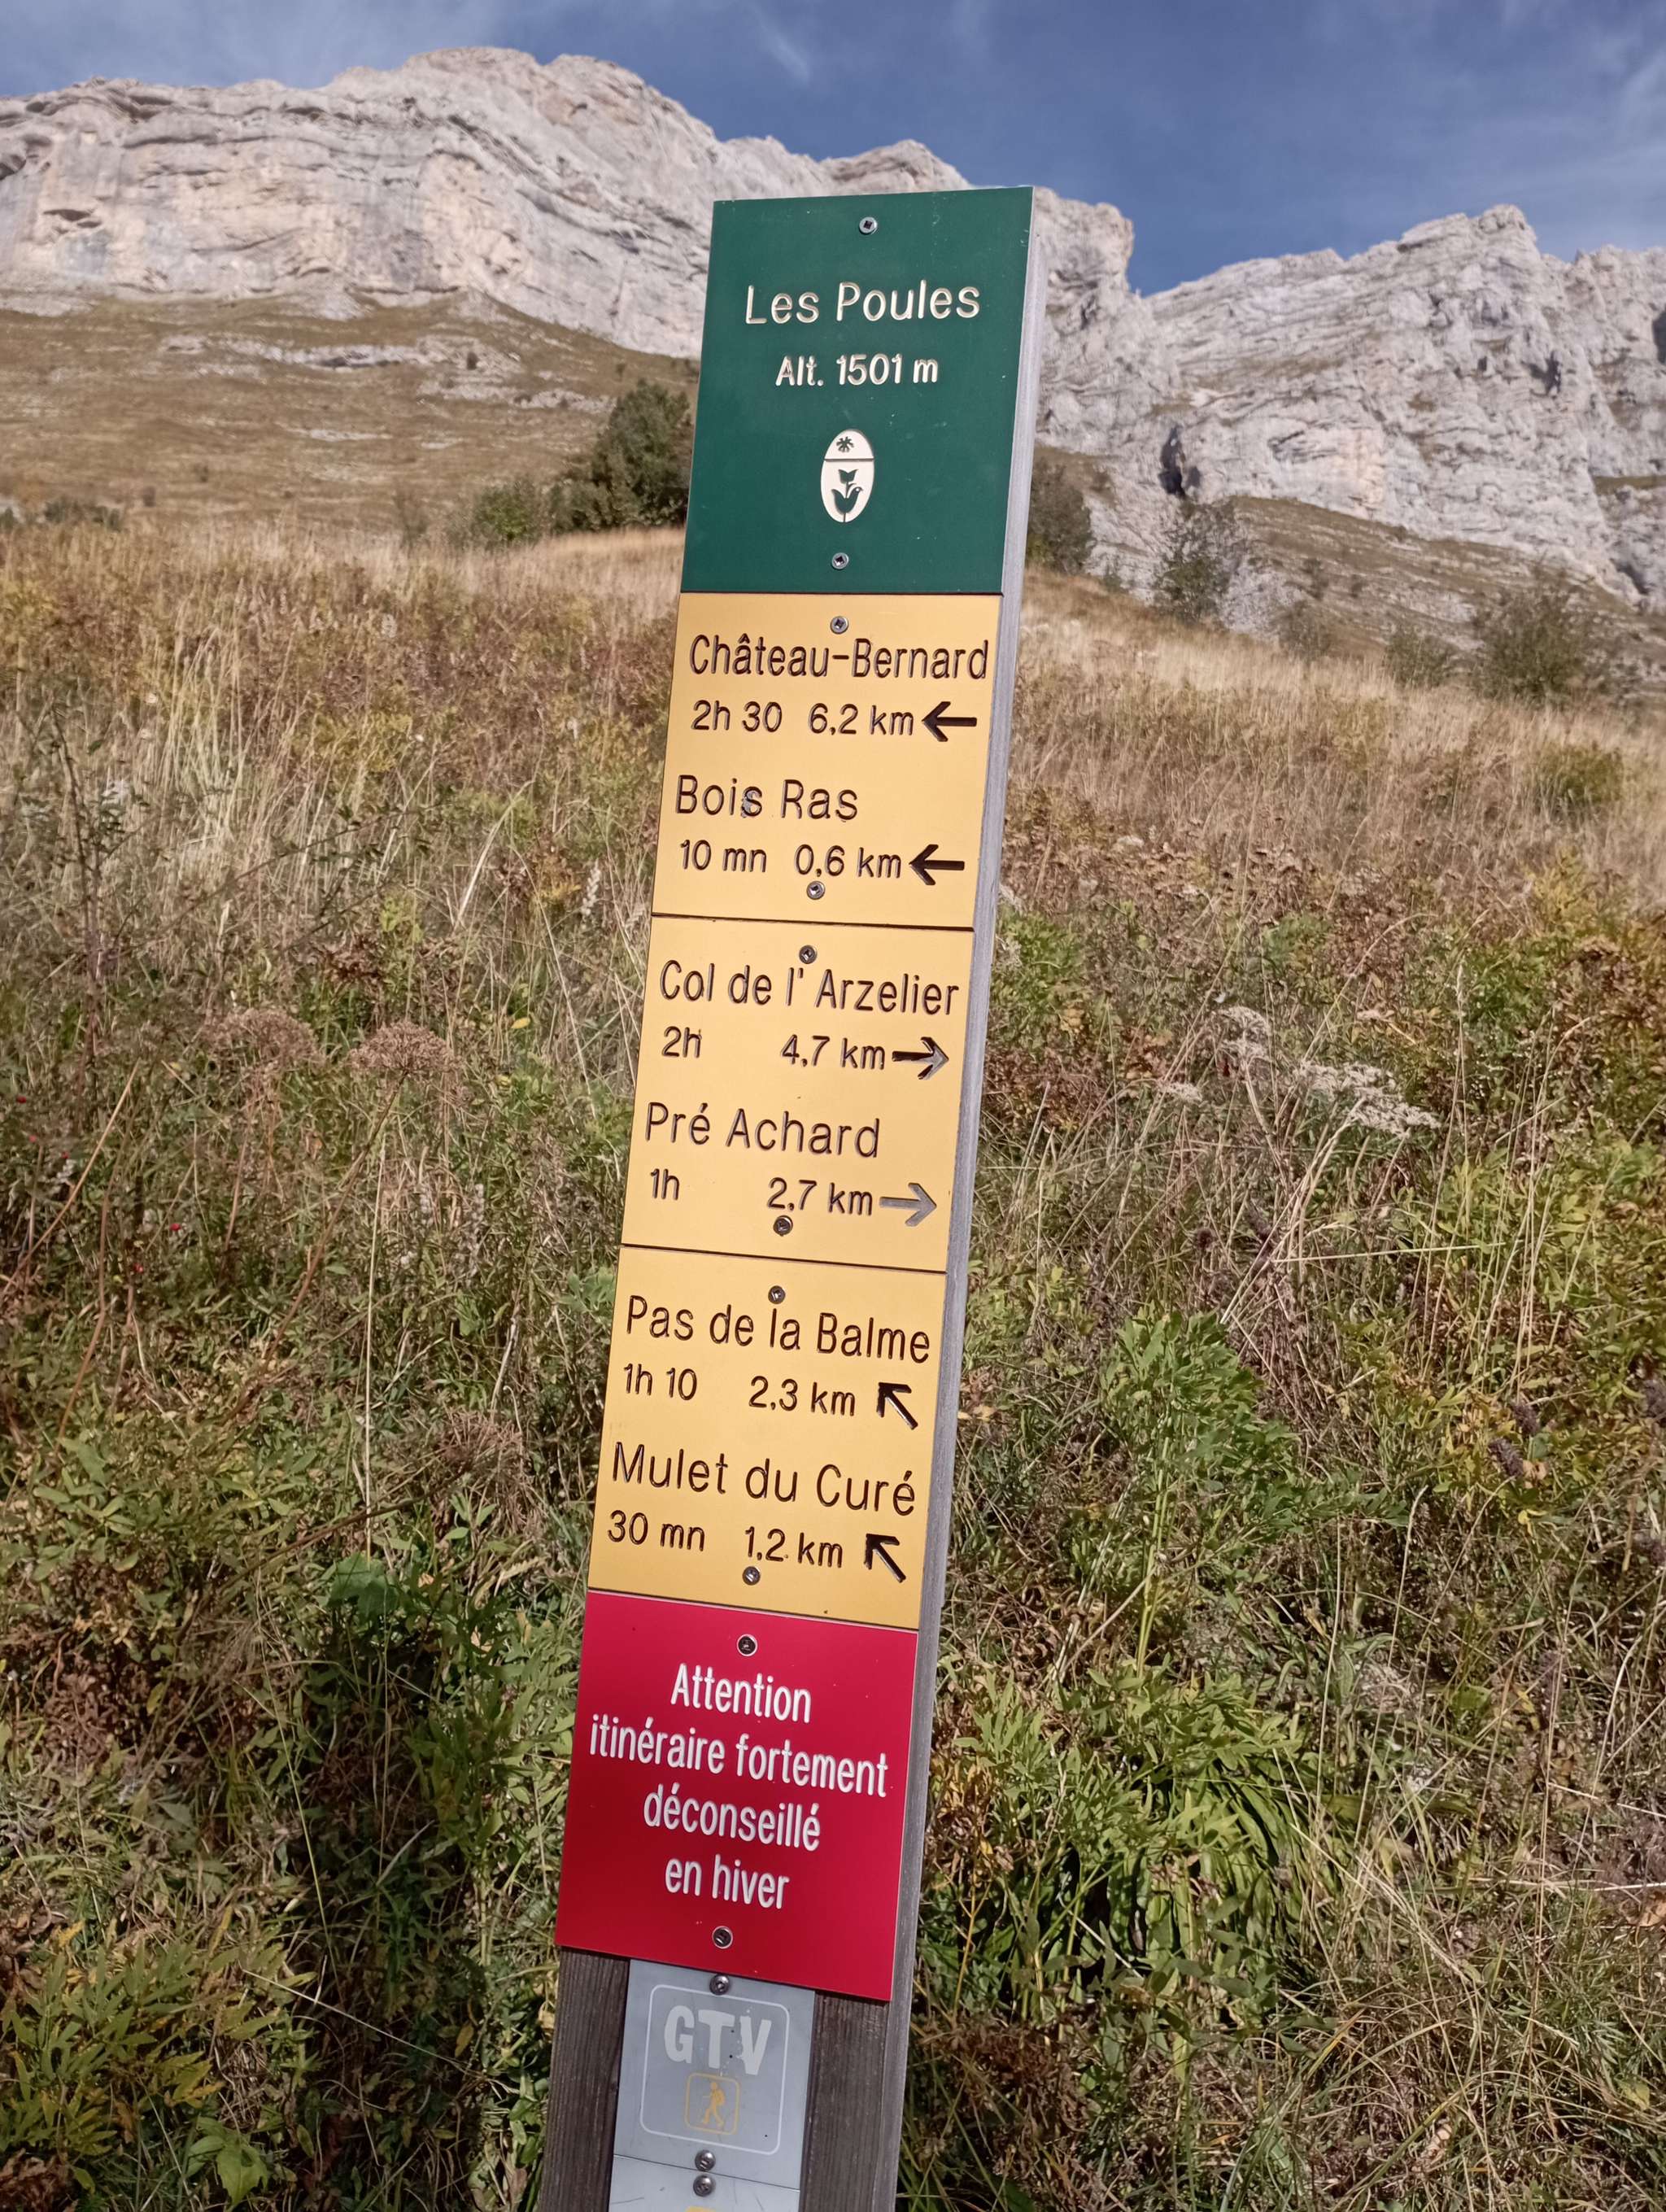 Les Poules
Alt. 1501 m
Château-Bernard
2h 30 6,2 km ←
Bois Ras
10 mn 0,6 km ←
Col de l'Arzelier
2h 4,7 km →
Pré Achard
1h 2,7 km →
Pas de la Balme
1h 10 2,3 km ↖
Mulet du Curé
30 mn 1,2 km ↖
Attention
itinéraire fortement
déconseillé
en hiver
GTV